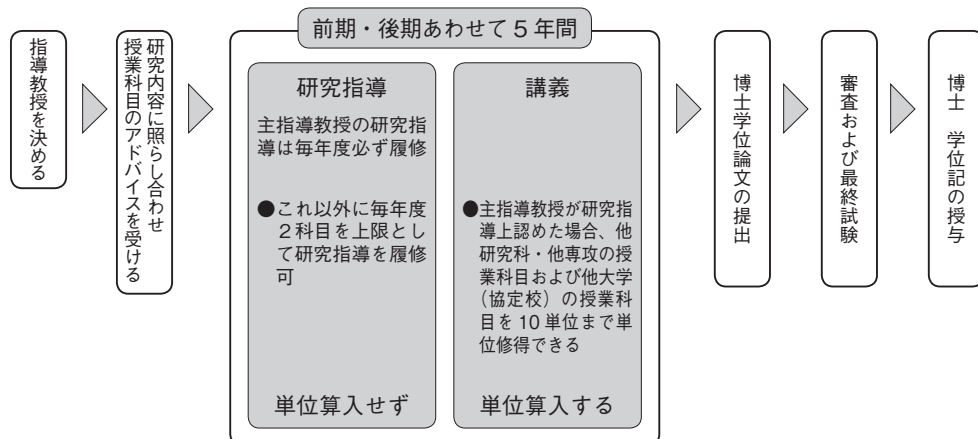 指導教授を決める
研究内容に照らし合わせ
授業科目のアドバイスを受ける
前期・後期あわせて5年間
研究指導
主指導教授の研究指
導は毎年度必ず履修
●これ以外に毎年度
2科目を上限とし
て研究指導を履修
可
単位算入せず
講義
●主指導教授が研究指
導上認めた場合、他
研究科・他専攻の授
業科目および他大学
(協定校)の授業科
目を10単位まで単
位修得できる
単位算入する
博士学位論文の提出
審査および最終試験
博士 学位記の授与